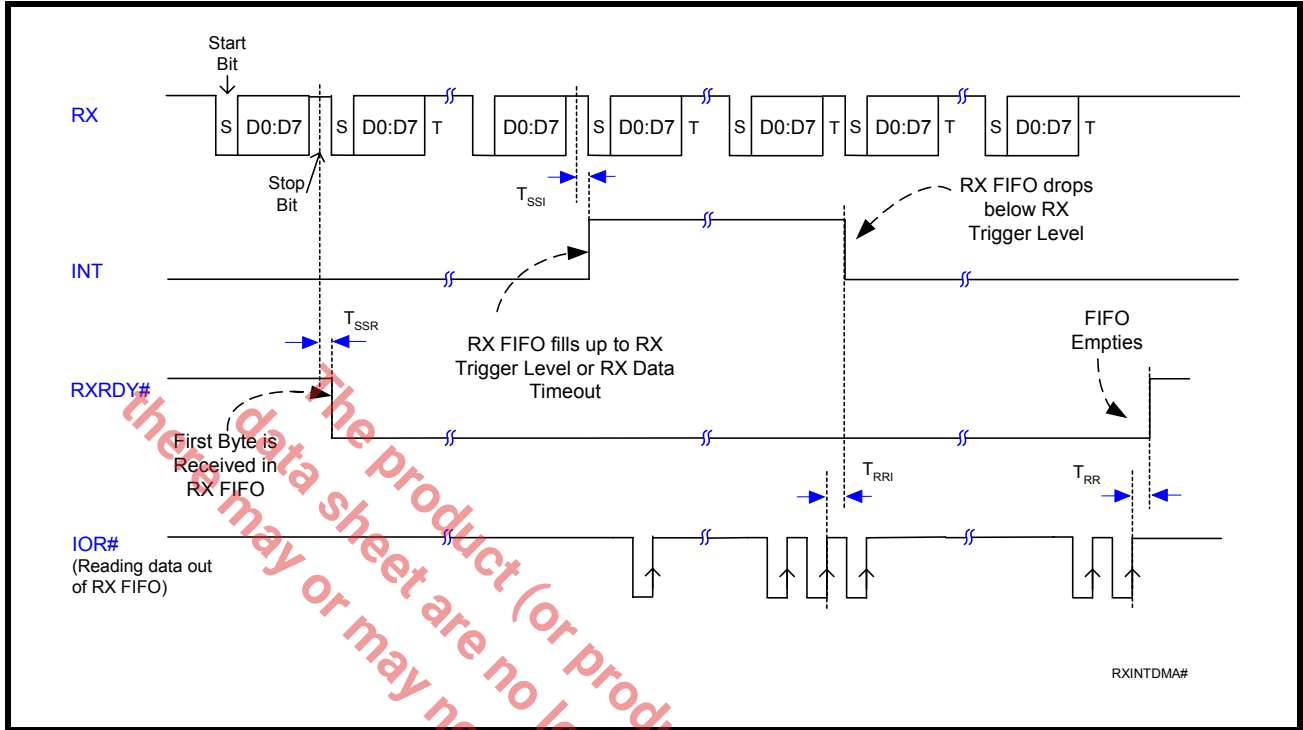 Start
Bit
RX
S D0:D7 S D0:D7 T D0:D7 S D0:D7 T S D0:D7 T S D0:D7 T S D0:D7 T
Stop
Bit
TSSI
RX FIFO drops
below RX
Trigger Level
INT
TSSR
RX FIFO fills up to RX
Trigger Level or RX Data
Timeout
FIFO
Empties
RXRDY#
First Byte is
Received in
RX FIFO
TRRI
TRR
IOR#
(Reading data out
of RX FIFO)
RXINTDMA#
The product (or produ
data sheet are no lo
there may or may no